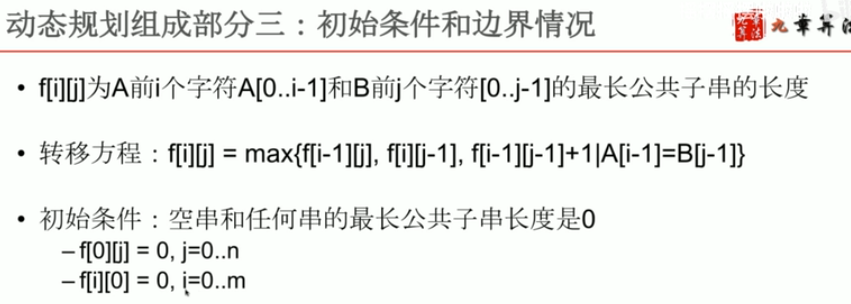 动态规划组成部分三：初始条件和边界情况
九章算法
• f[i][j]为A前i个字符A[0..i-1]和B前j个字符[0..j-1]的最长公共子串的长度
• 转移方程：f[i][j] = max{f[i-1][j], f[i][j-1], f[i-1][j-1]+1|A[i-1]=B[j-1]}
• 初始条件：空串和任何串的最长公共子串长度是0
– f[0][j] = 0, j=0..n
– f[i][0] = 0, i=0..m